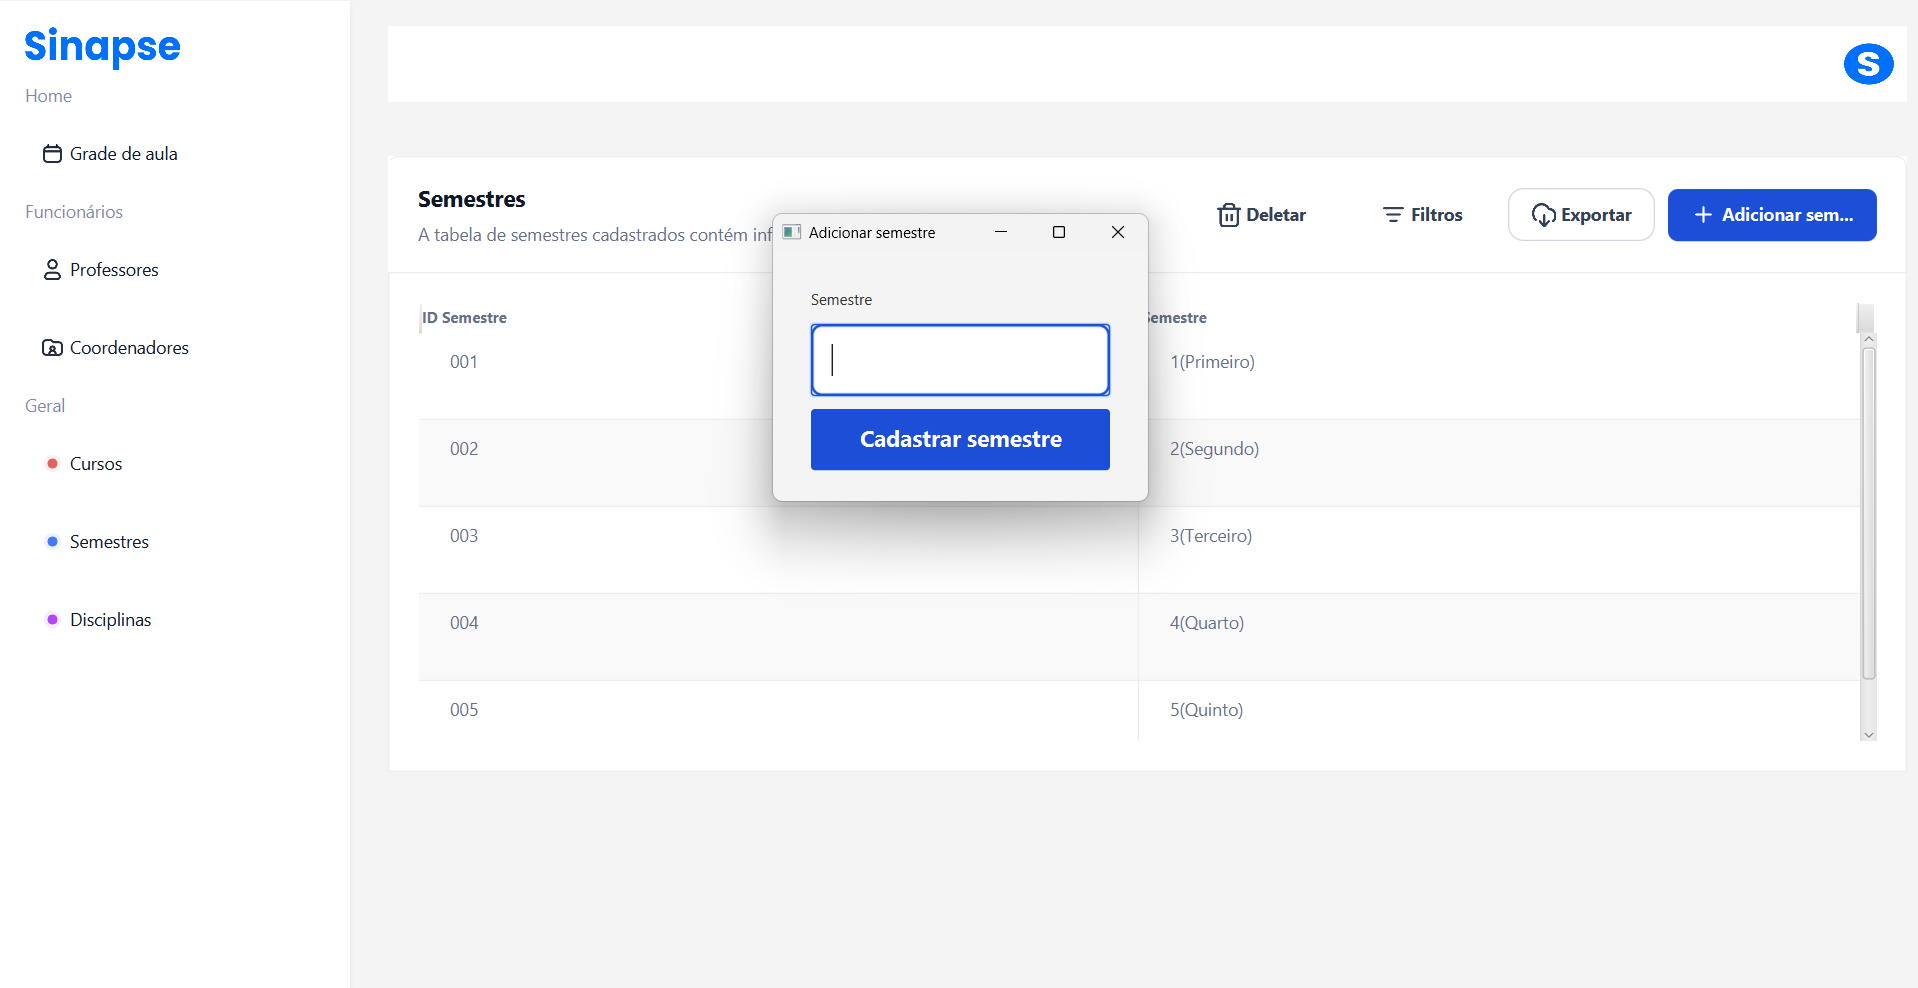 Sinapse
Home
Grade de aula
Funcionários
Professores
Coordenadores
Geral
Cursos
Semestres
Disciplinas
S
Semestres
A tabela de semestres cadastrados contém inf
Deletar
Filtros
Exportar
Adicionar sem...
Adicionar semestre
Semestre
Cadastrar semestre
ID Semestre
Semestre
001
1(Primeiro)
002
2(Segundo)
003
3(Terceiro)
004
4(Quarto)
005
5(Quinto)